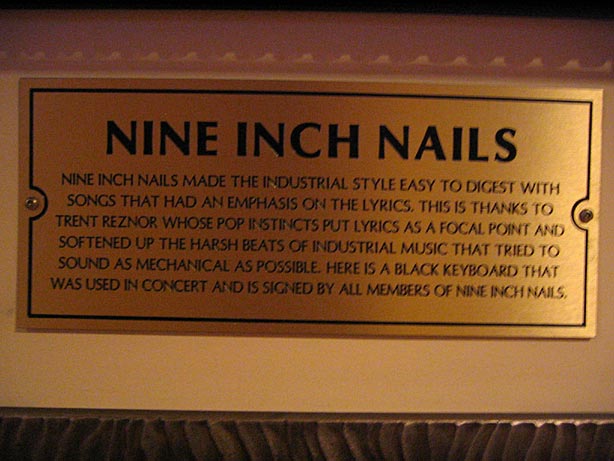 NINE INCH NAILS
NINE INCH NAILS MADE THE INDUSTRIAL STYLE EASY TO DIGEST WITH
SONGS THAT HAD AN EMPHASIS ON THE LYRICS. THIS IS THANKS TO
TRENT REZNOR WHOSE POP INSTINCTS PUT LYRICS AS A FOCAL POINT AND
SOFTENED UP THE HARSH BEATS OF INDUSTRIAL MUSIC THAT TRIED TO
SOUND AS MECHANICAL AS POSSIBLE. HERE IS A BLACK KEYBOARD THAT
WAS USED IN CONCERT AND IS SIGNED BY ALL MEMBERS OF NINE INCH NAILS.